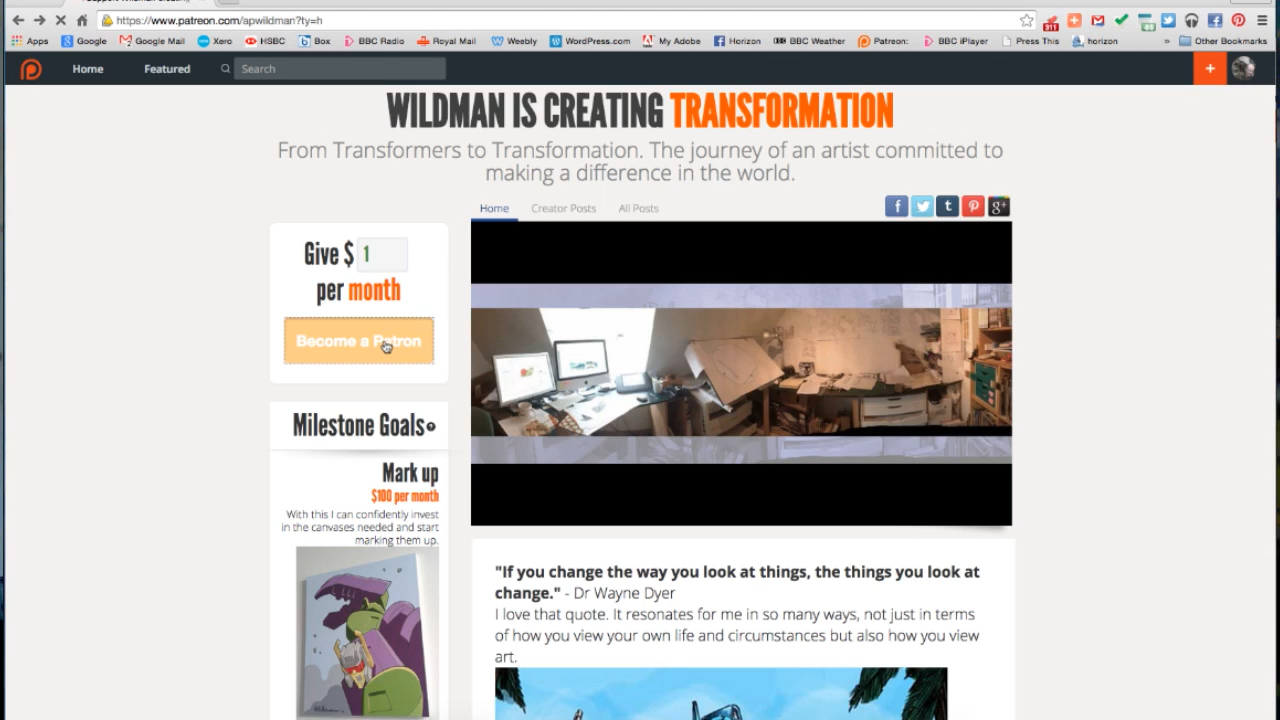 https://www.patreon.com/apwildman?ty=h
Apps Google Google Mail Xero HSBC Box BBC Radio Royal Mail Weebly WordPress.com My Adobe Horizon BBC Weather Patreon: BBC iPlayer Press This horizon » Other Bookmarks
Home Featured Search +
WILDMAN IS CREATING TRANSFORMATION
From Transformers to Transformation. The journey of an artist committed to
making a difference in the world.
Home Creator Posts All Posts
Give $ 1
per month
Become a Patron
Milestone Goals
Mark up
$100 per month
With this I can confidently invest
in the canvases needed and start
marking them up.
"If you change the way you look at things, the things you look at
change." - Dr Wayne Dyer
I love that quote. It resonates for me in so many ways, not just in terms
of how you view your own life and circumstances but also how you view
art.